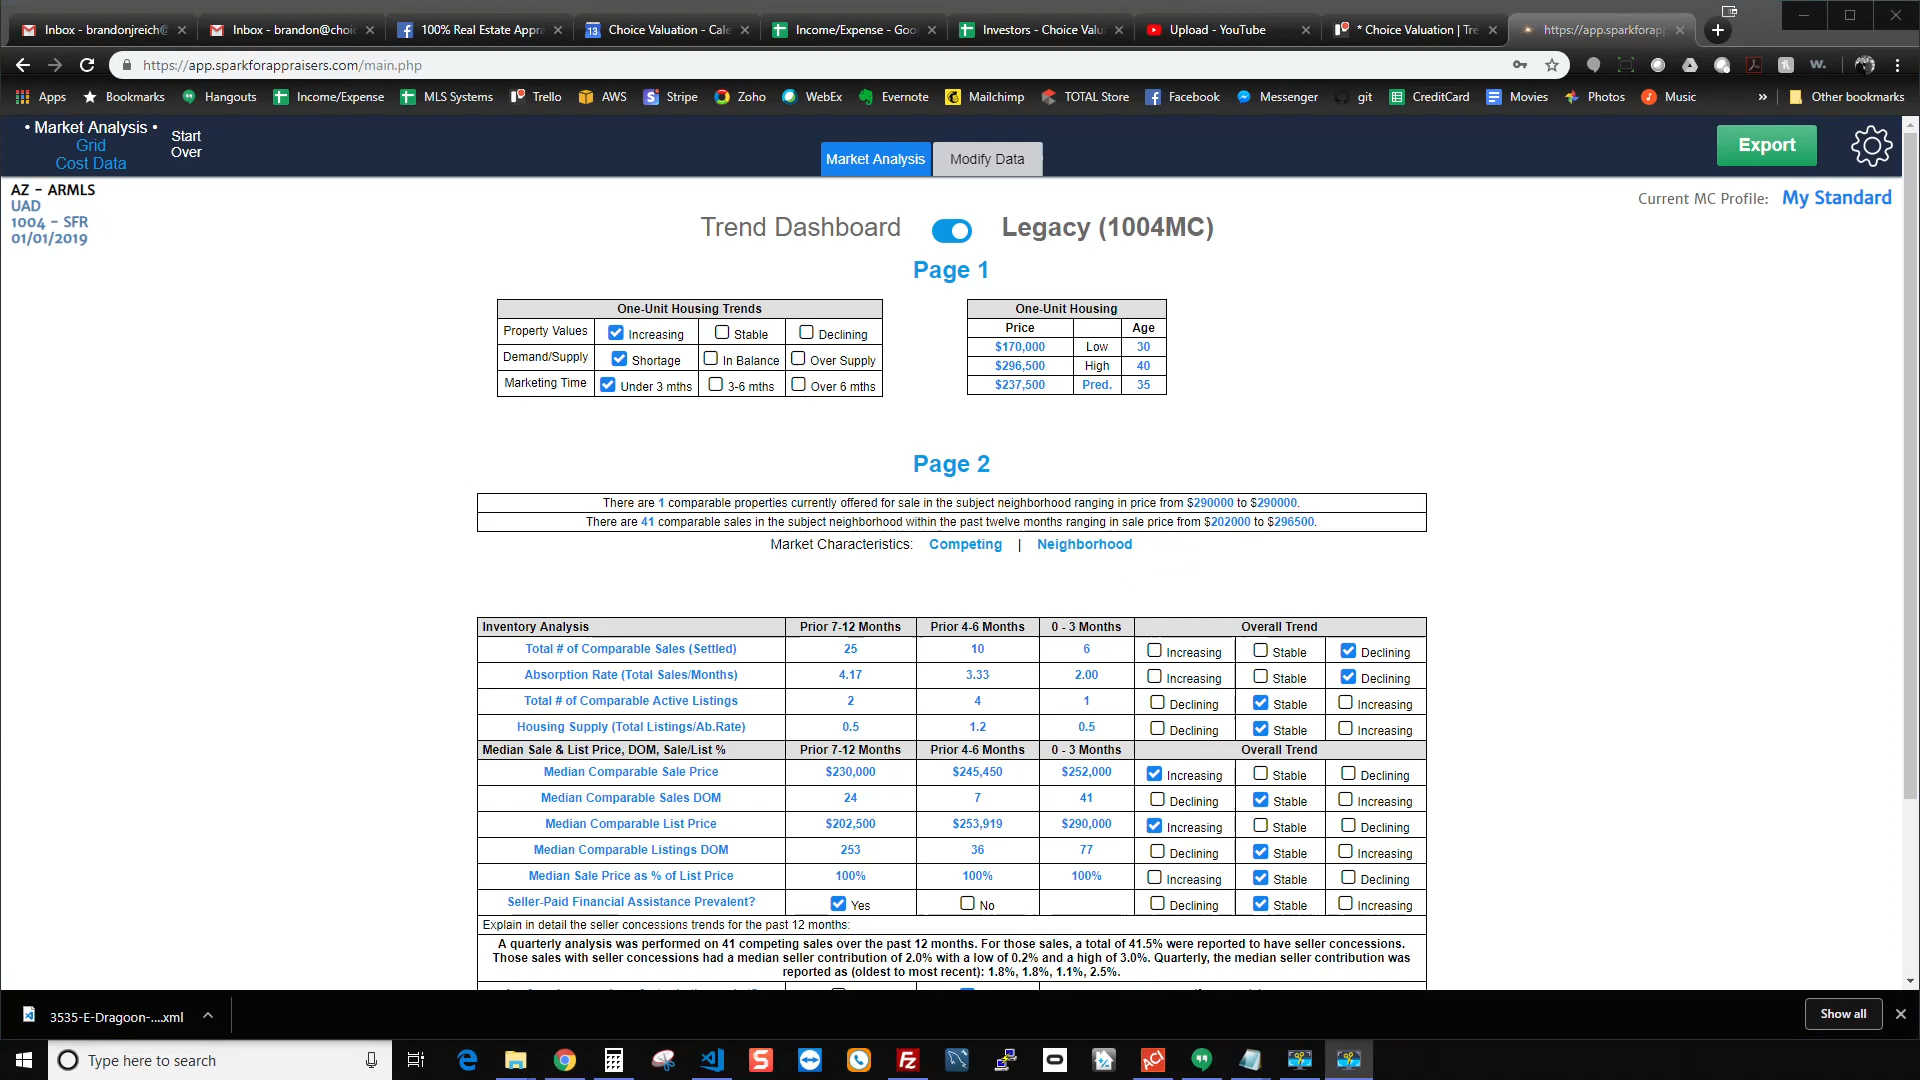 Inbox - brandonjreich@
Inbox - brandon@choic
100% Real Estate Appra
Choice Valuation - Cale
Income/Expense - Goo
Investors - Choice Valu
Upload - YouTube
* Choice Valuation | Tre
https://app.sparkforapp
https://app.sparkforappraisers.com/main.php
Apps
Bookmarks
Hangouts
Income/Expense
MLS Systems
Trello
AWS
Stripe
Zoho
WebEx
Evernote
Mailchimp
TOTAL Store
Facebook
Messenger
git
CreditCard
Movies
Photos
Music
»
Other bookmarks
• Market Analysis •
Grid
Cost Data
Start
Over
Market Analysis
Modify Data
Export
AZ - ARMLS
UAD
1004 - SFR
01/01/2019
Current MC Profile: My Standard
Trend Dashboard Legacy (1004MC)
Page 1
One-Unit Housing Trends
Property Values Increasing Stable Declining
Demand/Supply Shortage In Balance Over Supply
Marketing Time Under 3 mths 3-6 mths Over 6 mths
One-Unit Housing
Price Age
$170,000 Low 30
$296,500 High 40
$237,500 Pred. 35
Page 2
There are 1 comparable properties currently offered for sale in the subject neighborhood ranging in price from $290000 to $290000.
There are 41 comparable sales in the subject neighborhood within the past twelve months ranging in sale price from $202000 to $296500.
Market Characteristics: Competing | Neighborhood
Inventory Analysis Prior 7-12 Months Prior 4-6 Months 0 - 3 Months Overall Trend
Total # of Comparable Sales (Settled) 25 10 6 Increasing Stable Declining
Absorption Rate (Total Sales/Months) 4.17 3.33 2.00 Increasing Stable Declining
Total # of Comparable Active Listings 2 4 1 Declining Stable Increasing
Housing Supply (Total Listings/Ab.Rate) 0.5 1.2 0.5 Declining Stable Increasing
Median Sale & List Price, DOM, Sale/List % Prior 7-12 Months Prior 4-6 Months 0 - 3 Months Overall Trend
Median Comparable Sale Price $230,000 $245,450 $252,000 Increasing Stable Declining
Median Comparable Sales DOM 24 7 41 Declining Stable Increasing
Median Comparable List Price $202,500 $253,919 $290,000 Increasing Stable Declining
Median Comparable Listings DOM 253 36 77 Declining Stable Increasing
Median Sale Price as % of List Price 100% 100% 100% Increasing Stable Declining
Seller-Paid Financial Assistance Prevalent? Yes No Declining Stable Increasing
Explain in detail the seller concessions trends for the past 12 months:
A quarterly analysis was performed on 41 competing sales over the past 12 months. For those sales, a total of 41.5% were reported to have seller concessions.
Those sales with seller concessions had a median seller contribution of 2.0% with a low of 0.2% and a high of 3.0%. Quarterly, the median seller contribution was
reported as (oldest to most recent): 1.8%, 1.8%, 1.1%, 2.5%.
3535-E-Dragoon-....xml
Show all
Type here to search